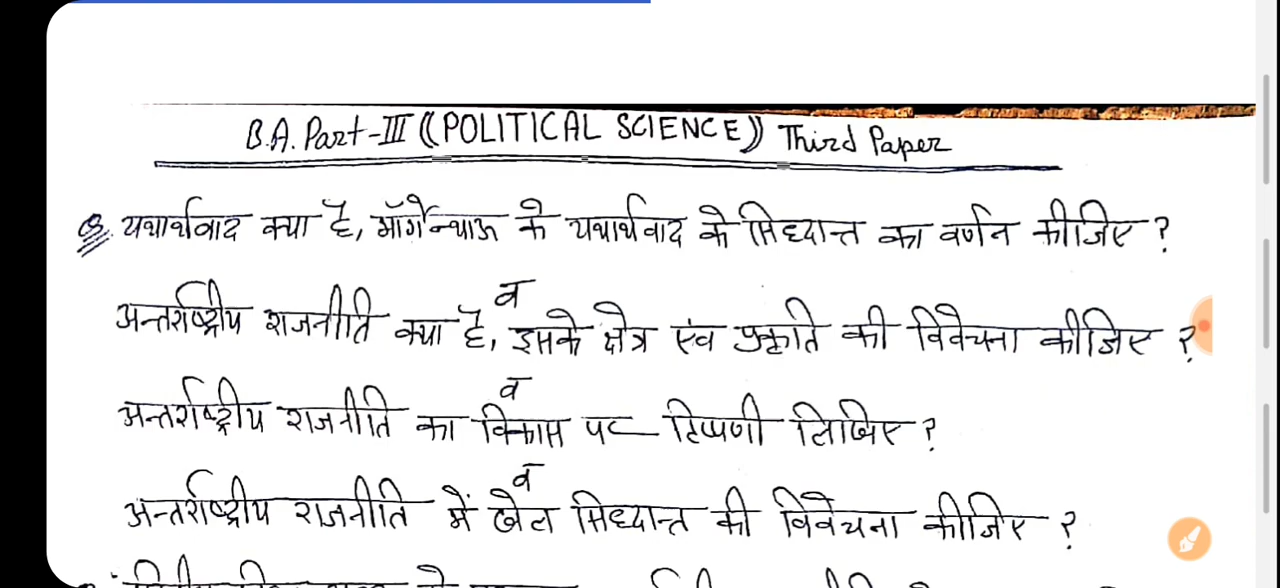 B.A. Part-III ((POLITICAL SCIENCE)) Third Paper
Q. यथार्थवाद क्या है, मॉर्गेन्थाऊ के यथार्थवाद के सिध्दान्त का वर्णन कीजिए ?
व
अन्तर्राष्ट्रीय राजनीति क्या है, इसके क्षेत्र एंव प्रकृति की विवेचना कीजिए ?
व
अन्तर्राष्ट्रीय राजनीति का विकास पर टिप्पणी लिखिए ?
व
अन्तर्राष्ट्रीय राजनीति में खेल सिध्दान्त की विवेचना कीजिए ?